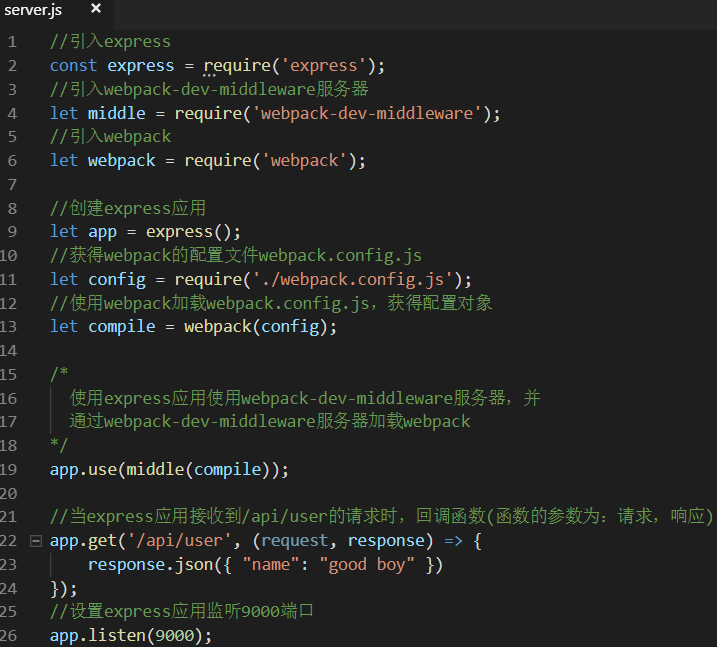 server.js ×
1 //引入express
2 const express = require('express');
3 //引入webpack-dev-middleware服务器
4 let middle = require('webpack-dev-middleware');
5 //引入webpack
6 let webpack = require('webpack');
7
8 //创建express应用
9 let app = express();
10 //获得webpack的配置文件webpack.config.js
11 let config = require('./webpack.config.js');
12 //使用webpack加载webpack.config.js，获得配置对象
13 let compile = webpack(config);
14
15 /*
16 使用express应用使用webpack-dev-middleware服务器，并
17 通过webpack-dev-middleware服务器加载webpack
18 */
19 app.use(middle(compile));
20
21 //当express应用接收到/api/user的请求时，回调函数(函数的参数为：请求，响应)
22 app.get('/api/user', (request, response) => {
23 response.json({ "name": "good boy" })
24 });
25 //设置express应用监听9000端口
26 app.listen(9000);